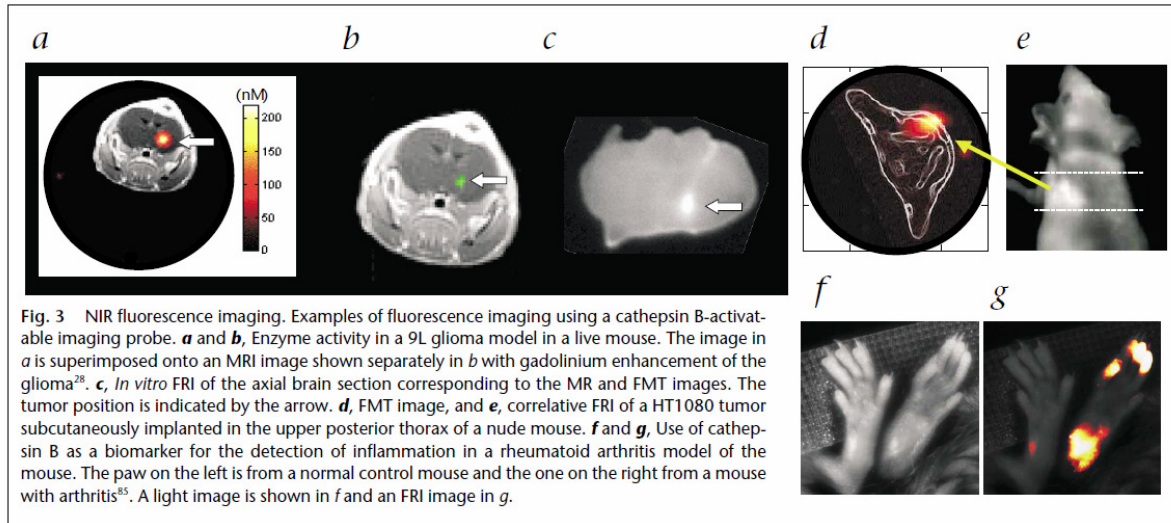 a
b
c
d
e
(nM)
200
150
100
50
0
f
g
Fig. 3 NIR fluorescence imaging. Examples of fluorescence imaging using a cathepsin B-activat-
able imaging probe. a and b, Enzyme activity in a 9L glioma model in a live mouse. The image in
a is superimposed onto an MRI image shown separately in b with gadolinium enhancement of the
glioma28. c, In vitro FRI of the axial brain section corresponding to the MR and FMT images. The
tumor position is indicated by the arrow. d, FMT image, and e, correlative FRI of a HT1080 tumor
subcutaneously implanted in the upper posterior thorax of a nude mouse. f and g, Use of cathep-
sin B as a biomarker for the detection of inflammation in a rheumatoid arthritis model of the
mouse. The paw on the left is from a normal control mouse and the one on the right from a mouse
with arthritis85. A light image is shown in f and an FRI image in g.